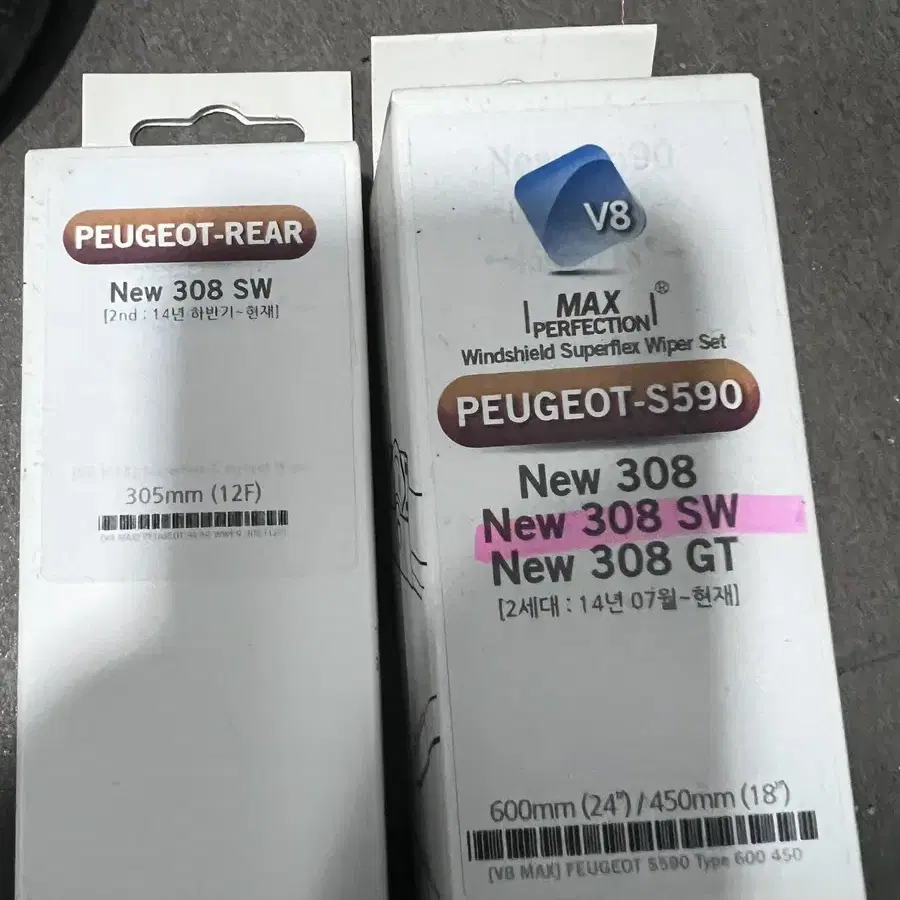 PEUGEOT-REAR
New 308 SW
[2nd : 14년 하반기~현재]
305mm (12F)
V8
MAX
PERFECTION
®
Windshield Superflex Wiper Set
PEUGEOT-S590
New 308
New 308 SW
New 308 GT
[2세대 : 14년 07월~현재]
600mm (24") / 450mm (18")
[V8 MAX] PEUGEOT S590 Type 600 450